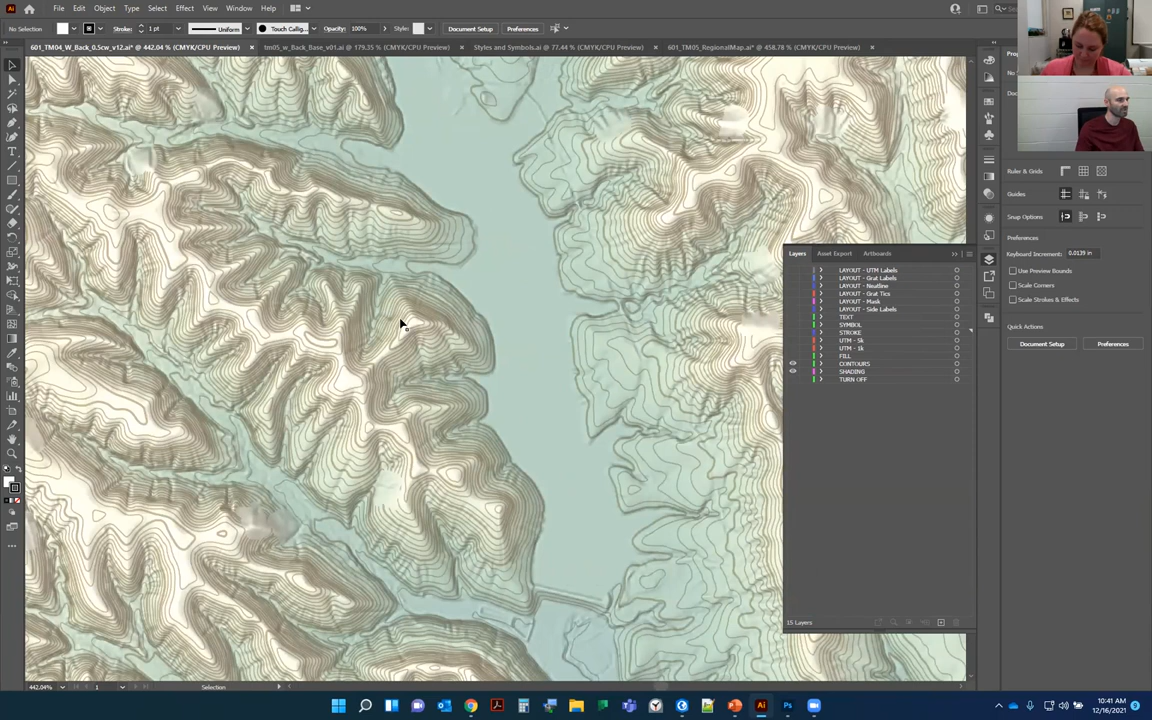 File Edit Object Type Select Effect View Window Help
No Selection Stroke: 1 pt Uniform Touch Callig... Opacity: 100% Styles: Document Setup Preferences
601_TM04_W_Back_0.5cw_v12.ai* @ 442.04 % (CMYK/CPU Preview) tm05_w_Back_Base_v01.ai @ 179.35 % (CMYK/CPU Preview) Styles and Symbols.ai @ 77.44 % (CMYK/CPU Preview) 601_TM05_RegionalMap.ai* @ 458.78 % (CMYK/CPU Preview)
Ruler & Grids
Guides
Snap Options
Preferences
Keyboard Increment: 0.0139 in
Use Preview Bounds
Scale Corners
Scale Strokes & Effects
Quick Actions
Document Setup Preferences
Layers Asset Export Artboards
LAYOUT - UTM Labels
LAYOUT - Grat Labels
LAYOUT - Neatline
LAYOUT - Grat Tics
LAYOUT - Mask
LAYOUT - Side Labels
TEXT
SYMBOL
STROKE
UTM - 5k
UTM - 1k
FILL
CONTOURS
SHADING
TURN OFF
15 Layers
442.04% 1 Selection
10:41 AM
12/16/2021